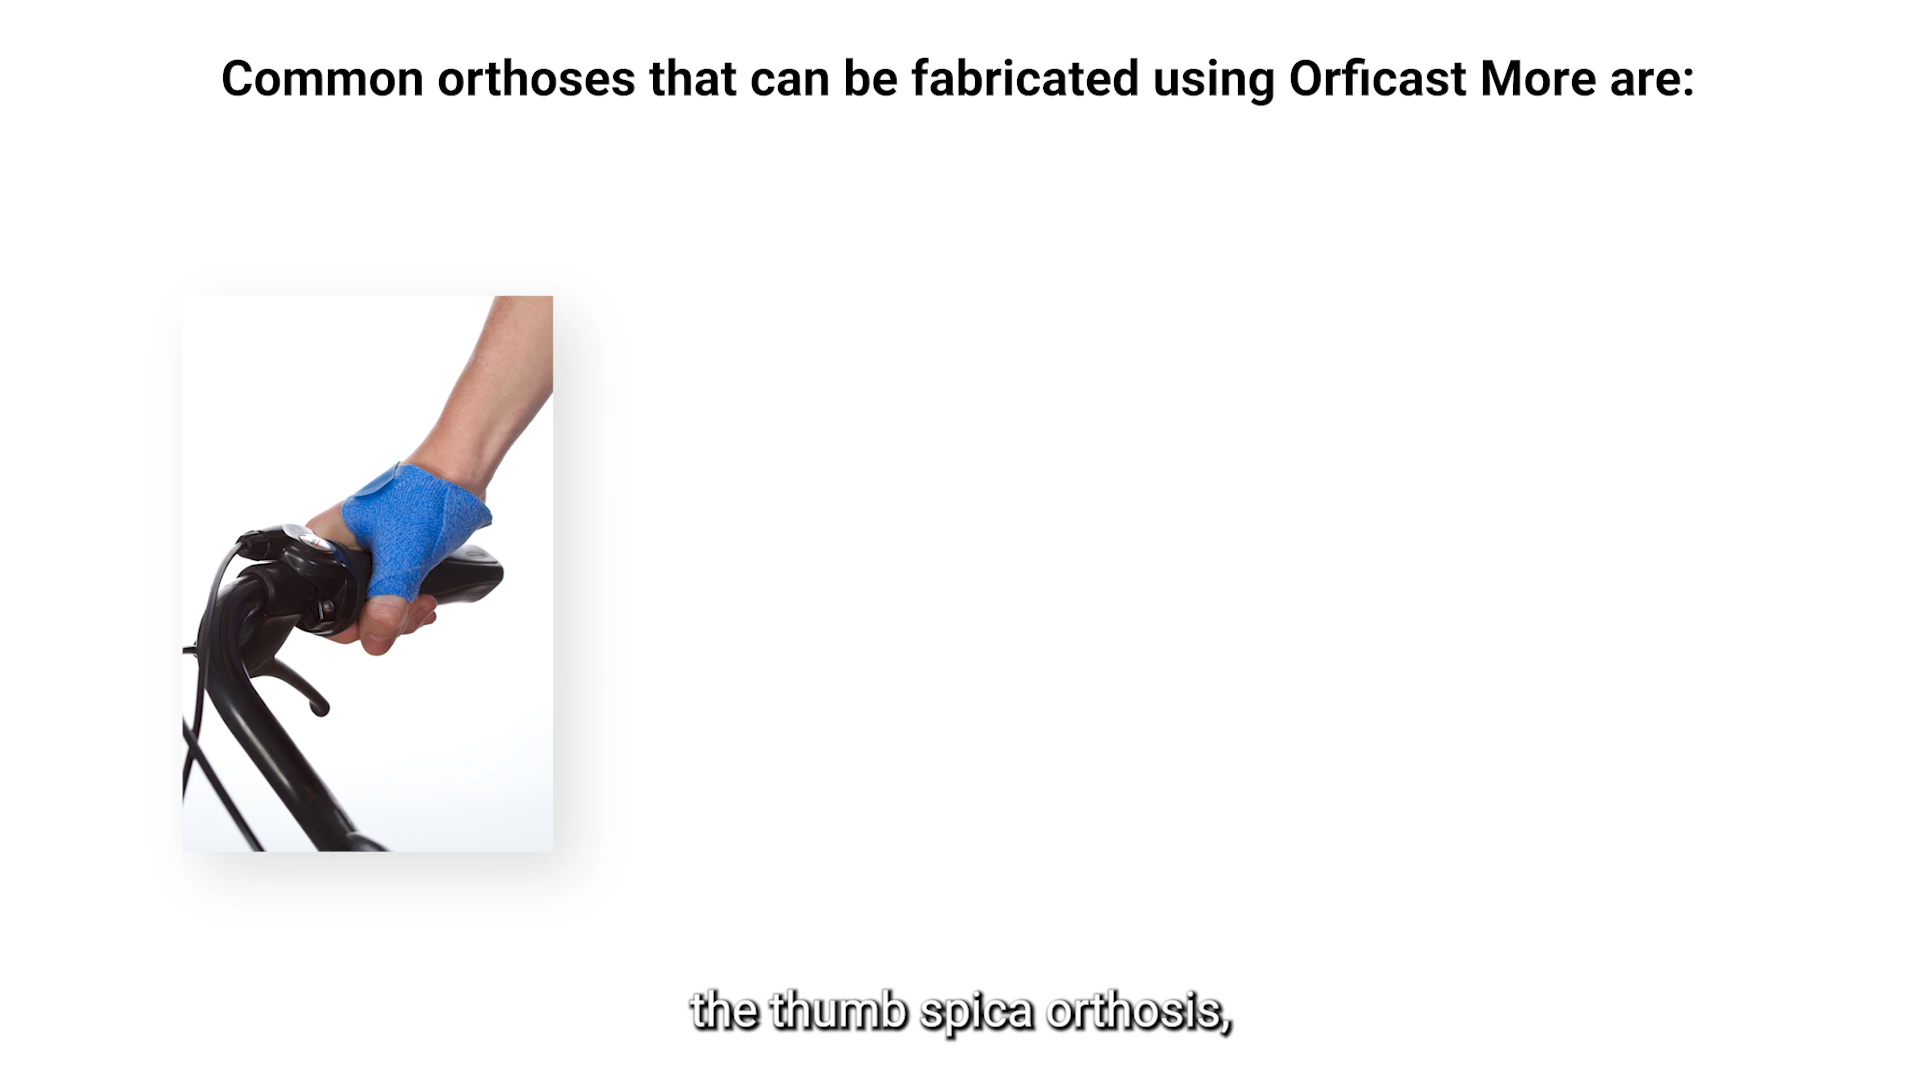 Common orthoses that can be fabricated using Orficast More are:
the thumb spica orthosis,